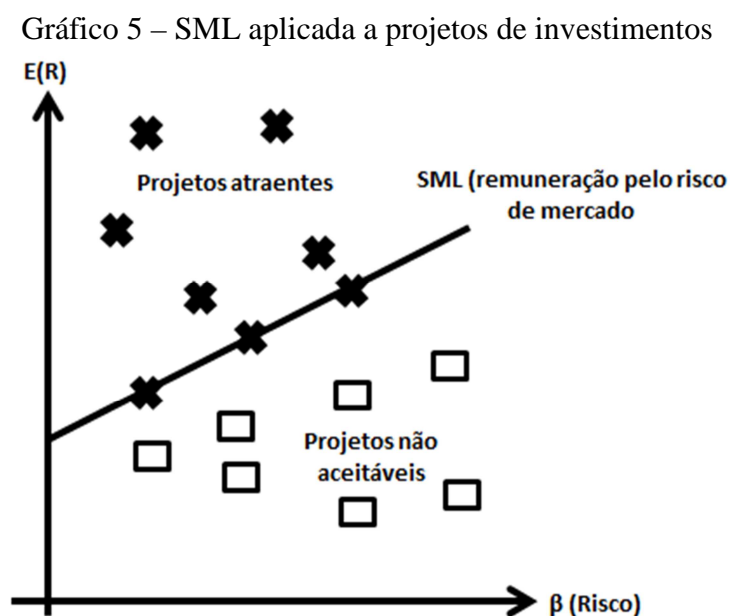 Gráfico 5 – SML aplicada a projetos de investimentos
E(R)
Projetos atraentes
SML (remuneração pelo risco
de mercado
Projetos não
aceitáveis
β (Risco)